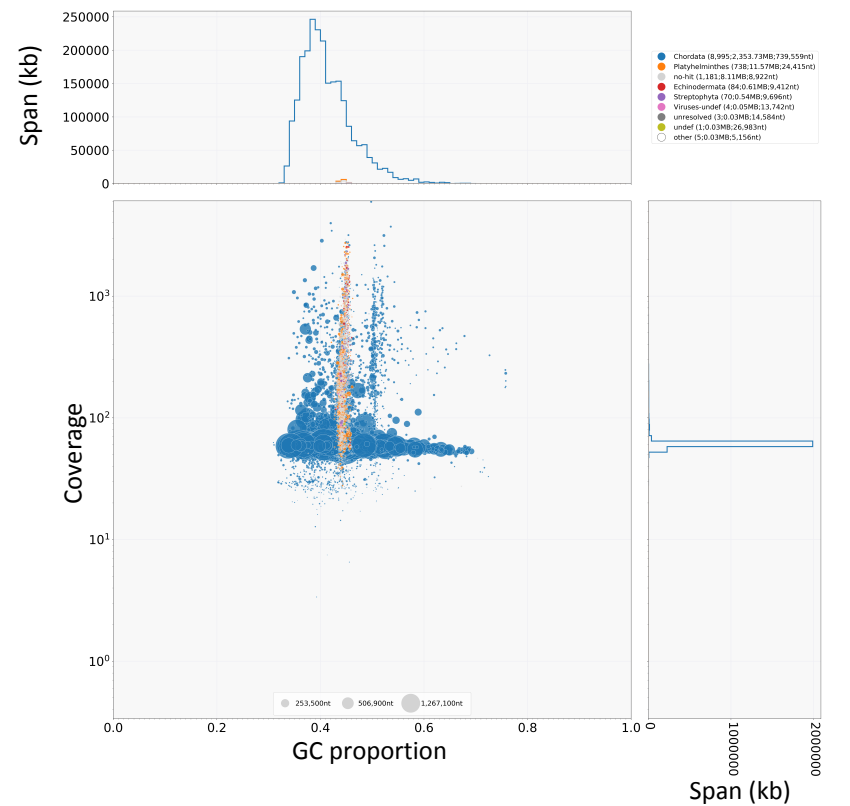 250000
200000
150000
100000
50000
0
Span (kb)
Chordata (8,995;2,353.73MB;739,559nt)
Platyhelminthes (738;11.57MB;24,415nt)
no-hit (1,181;8.11MB;8,922nt)
Echinodermata (84;0.61MB;9,412nt)
Streptophyta (70;0.54MB;9,696nt)
Viruses-undef (4;0.05MB;13,742nt)
unresolved (3;0.03MB;14,584nt)
undef (1;0.03MB;26,983nt)
other (5;0.03MB;5,156nt)
10³
10²
10¹
10⁰
Coverage
253,500nt 506,900nt 1,267,100nt
0.0 0.2 0.4 0.6 0.8 1.0
GC proportion
0 1000000 2000000
Span (kb)